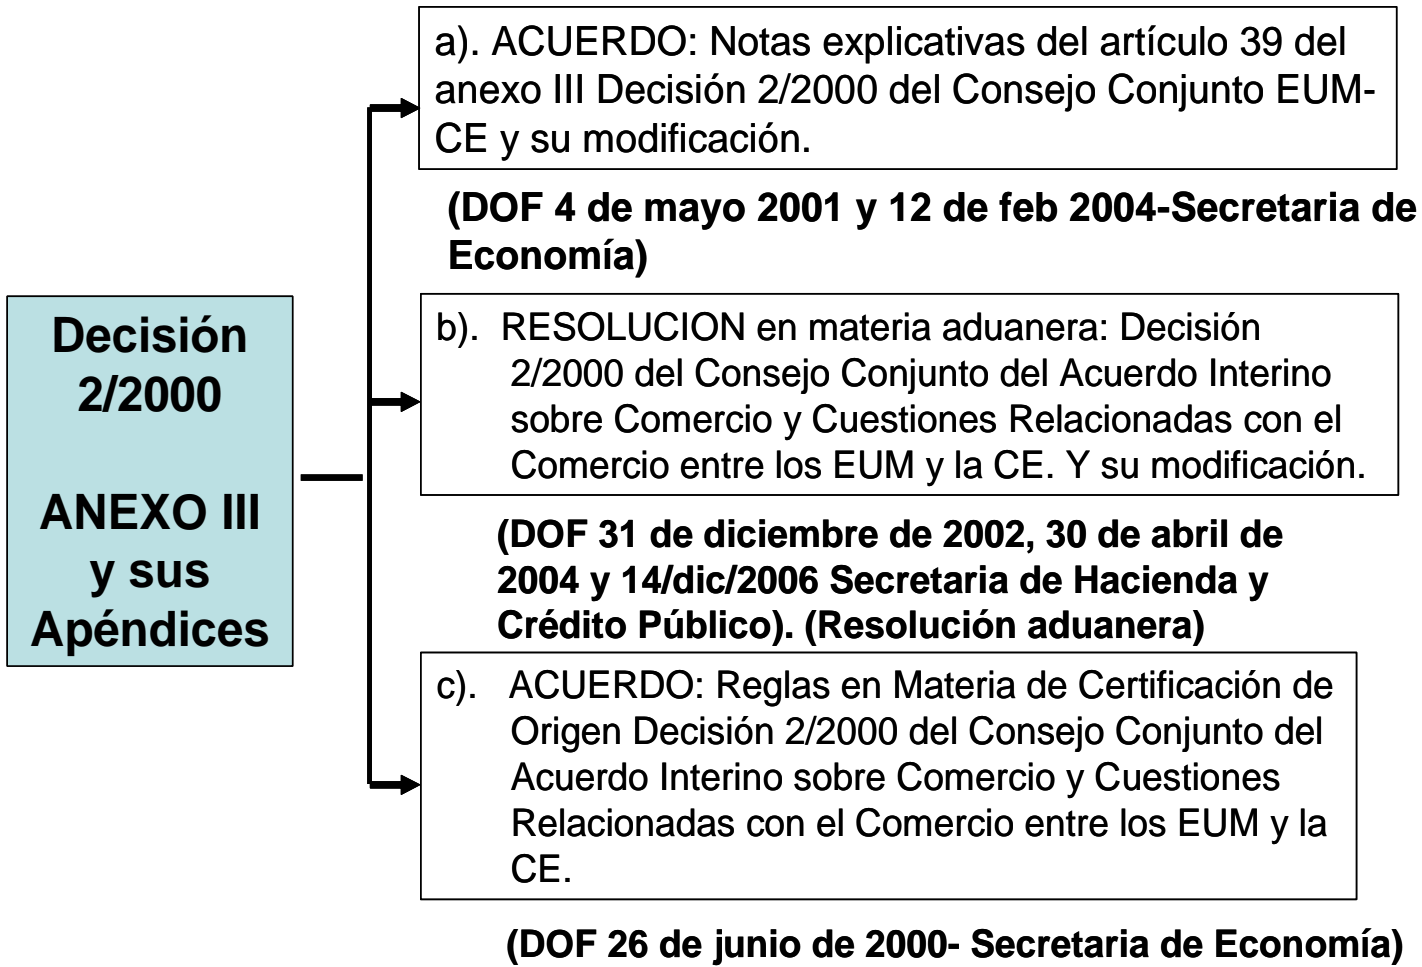 a). ACUERDO: Notas explicativas del artículo 39 del
anexo III Decisión 2/2000 del Consejo Conjunto EUM-
CE y su modificación.
(DOF 4 de mayo 2001 y 12 de feb 2004-Secretaria de
Economía)
Decisión
2/2000
ANEXO III
y sus
Apéndices
b). RESOLUCION en materia aduanera: Decisión
2/2000 del Consejo Conjunto del Acuerdo Interino
sobre Comercio y Cuestiones Relacionadas con el
Comercio entre los EUM y la CE. Y su modificación.
(DOF 31 de diciembre de 2002, 30 de abril de
2004 y 14/dic/2006 Secretaria de Hacienda y
Crédito Público). (Resolución aduanera)
c). ACUERDO: Reglas en Materia de Certificación de
Origen Decisión 2/2000 del Consejo Conjunto del
Acuerdo Interino sobre Comercio y Cuestiones
Relacionadas con el Comercio entre los EUM y la
CE.
(DOF 26 de junio de 2000- Secretaria de Economía)